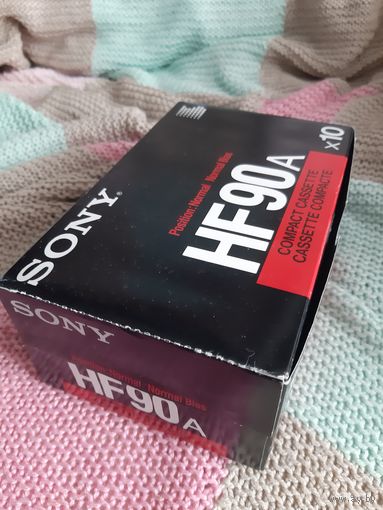 SONY®
Position: Normal Normal Bias
HF90A
COMPACT CASSETTE
CASSETTE COMPACTE
x10
SONY
Position: Normal Normal Bias
HF90A